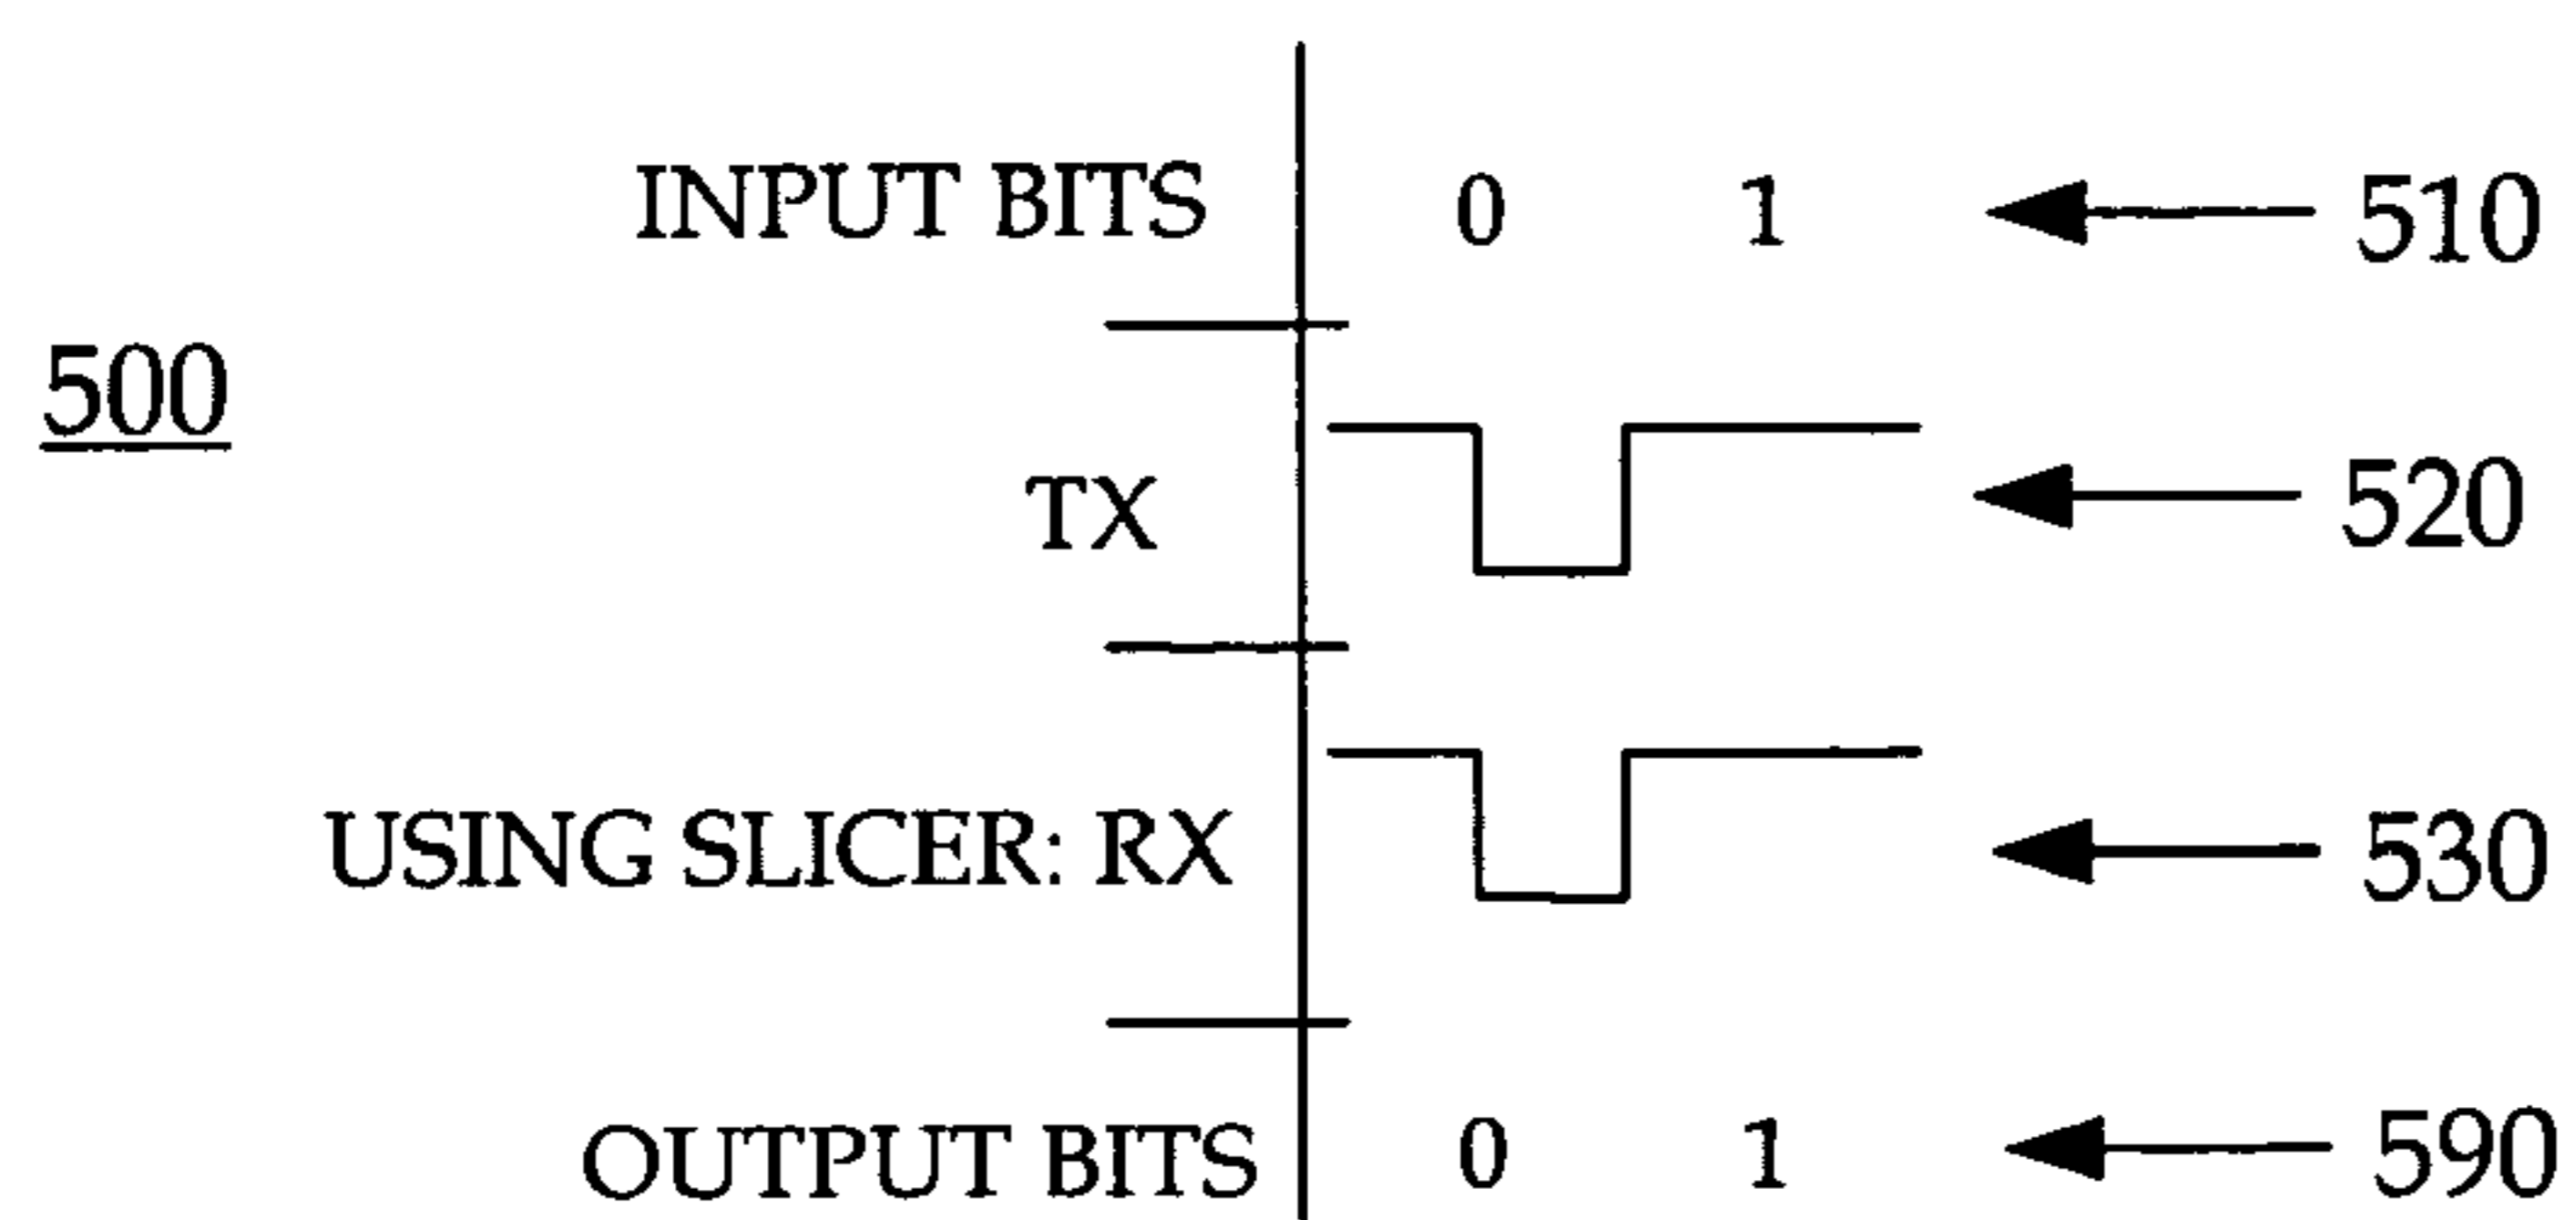 INPUT BITS 0 1 510
500
TX 520
USING SLICER: RX 530
OUTPUT BITS 0 1 590